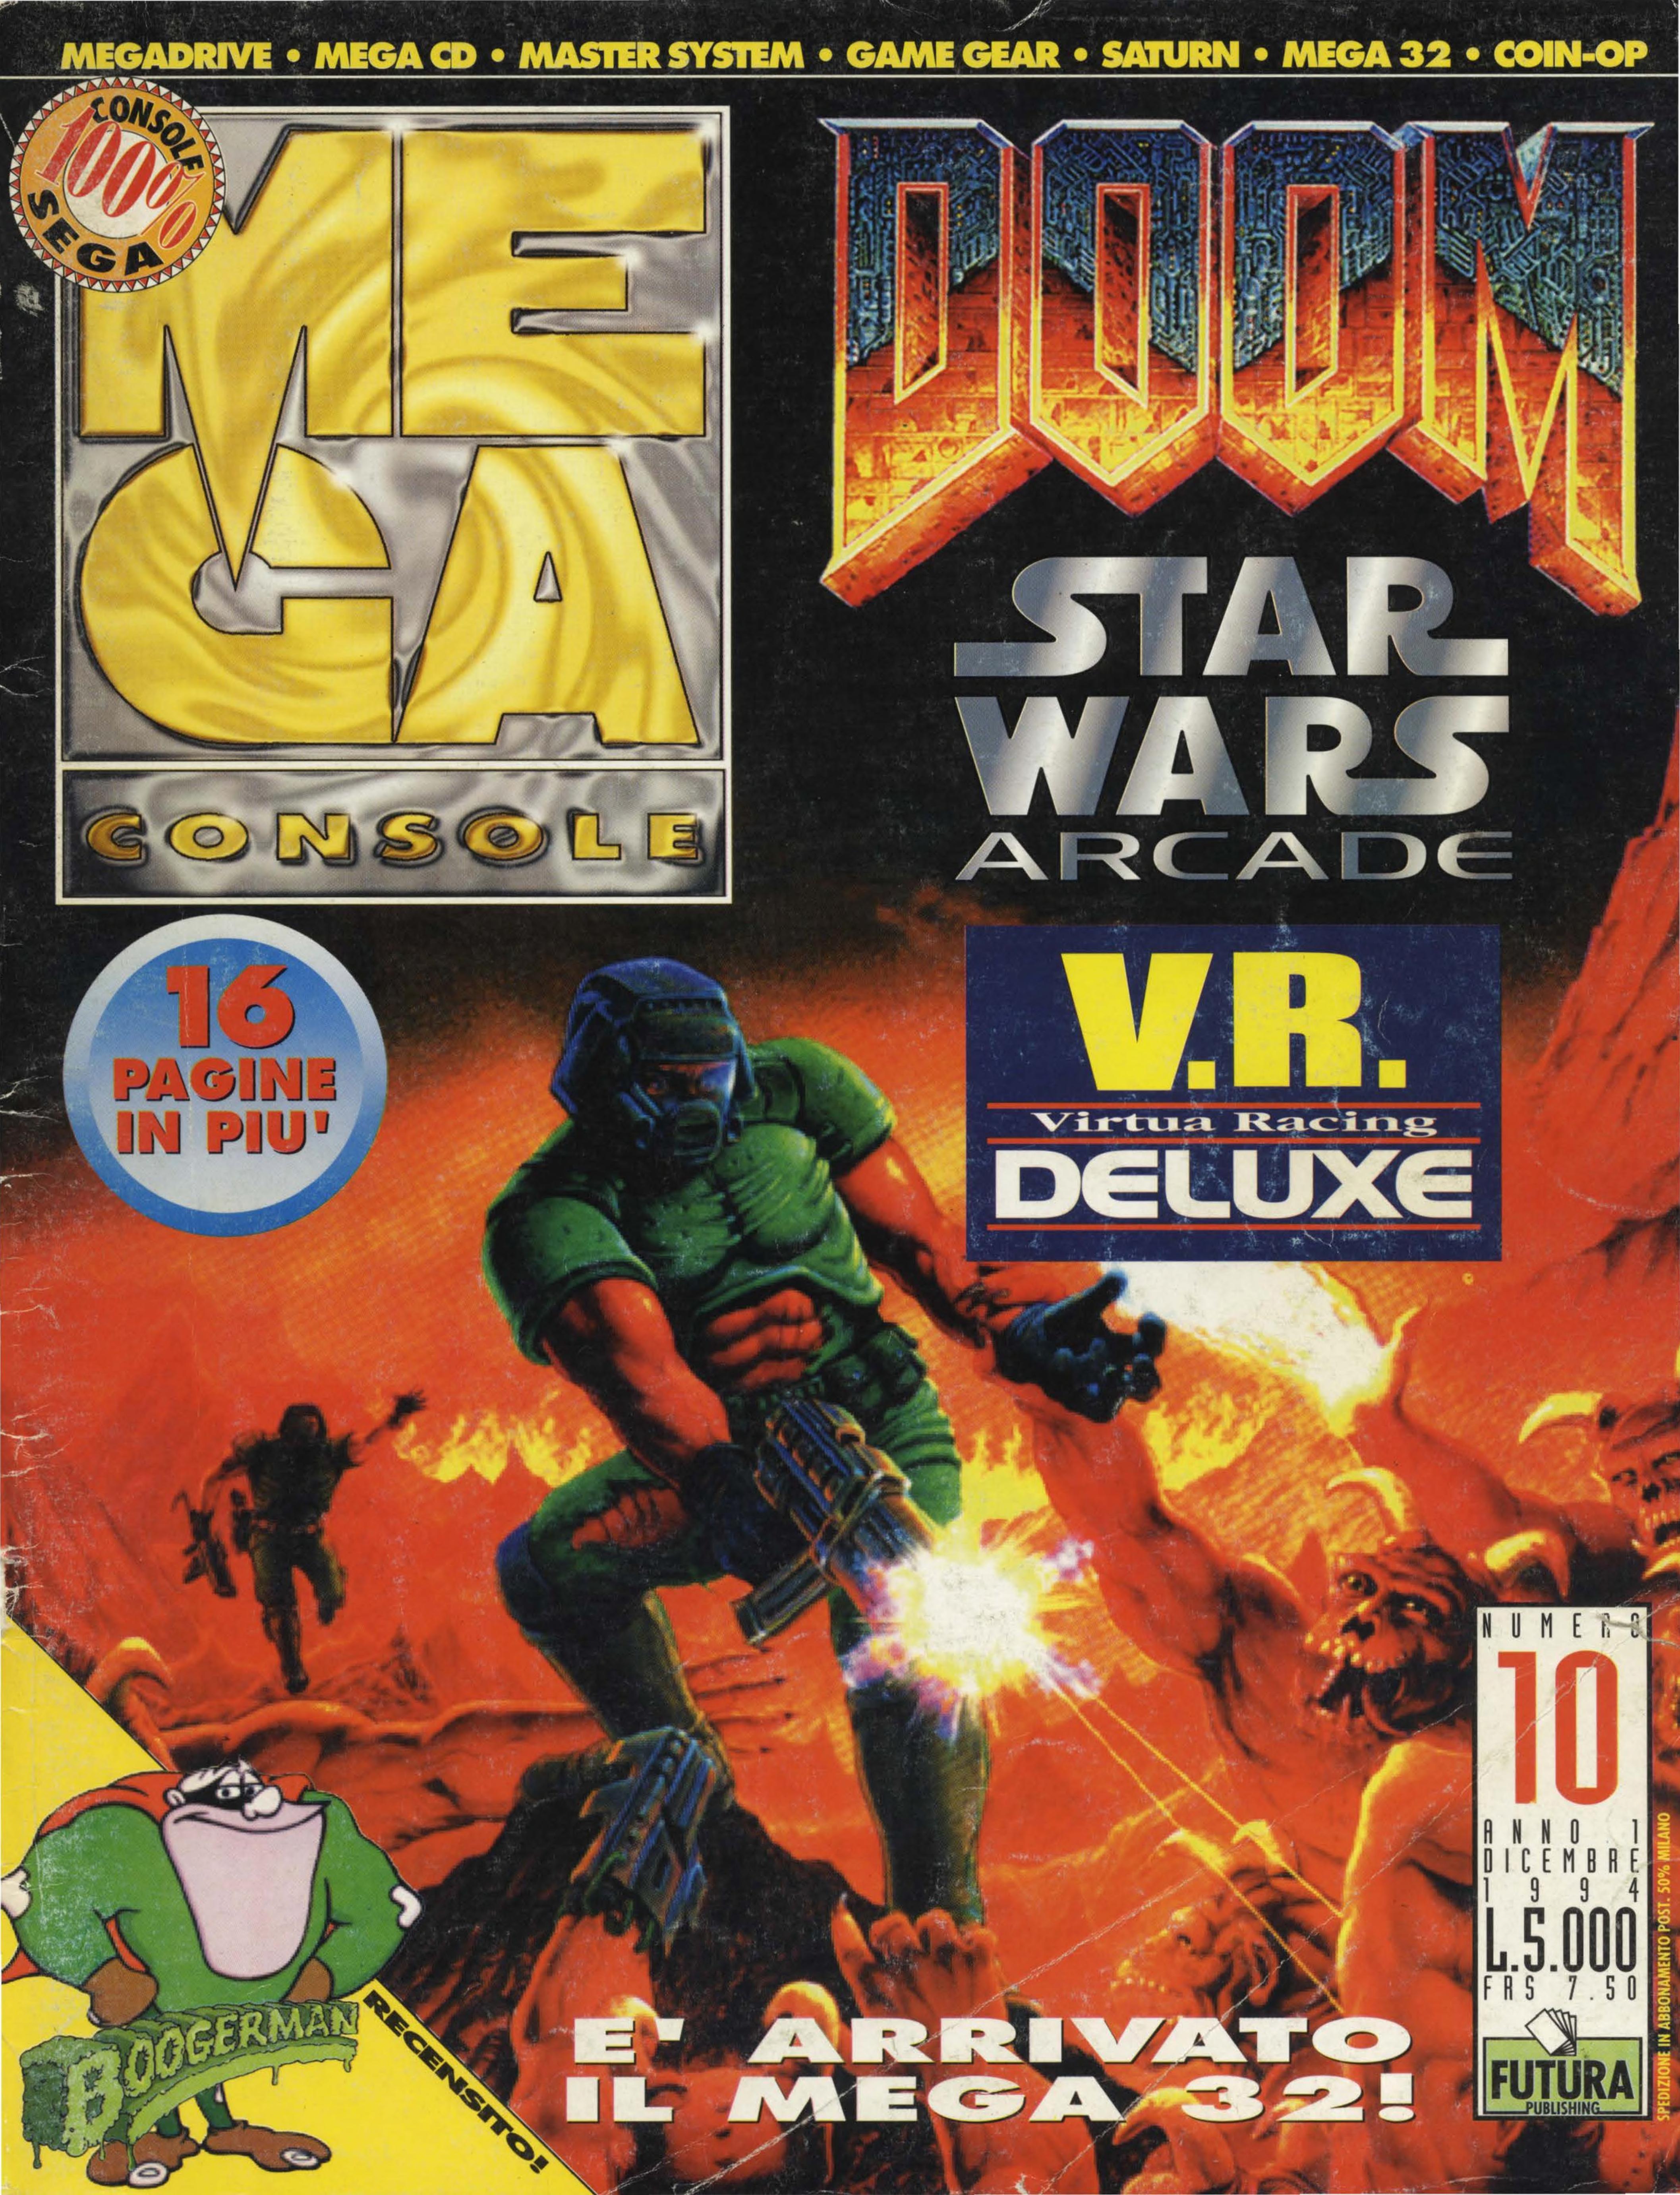 MEGADRIVE • MEGA CD • MASTER SYSTEM • GAME GEAR • SATURN • MEGA 32 • COIN-OP
CONSOLE
100%
SEGA
MEGA
CONSOLE
DOOM
STAR
WARS
ARCADE
16
PAGINE
IN PIU'
V.R.
Virtua Racing
DELUXE
BOOGERMAN
RECENSITO!
E' ARRIVATO
IL MEGA 32!
NUMERO
10
ANNO 1
DICEMBRE
1994
L.5.000
FRS 7.50
FUTURA
PUBLISHING
SPEDIZIONE IN ABBONAMENTO POST. 50% MILANO